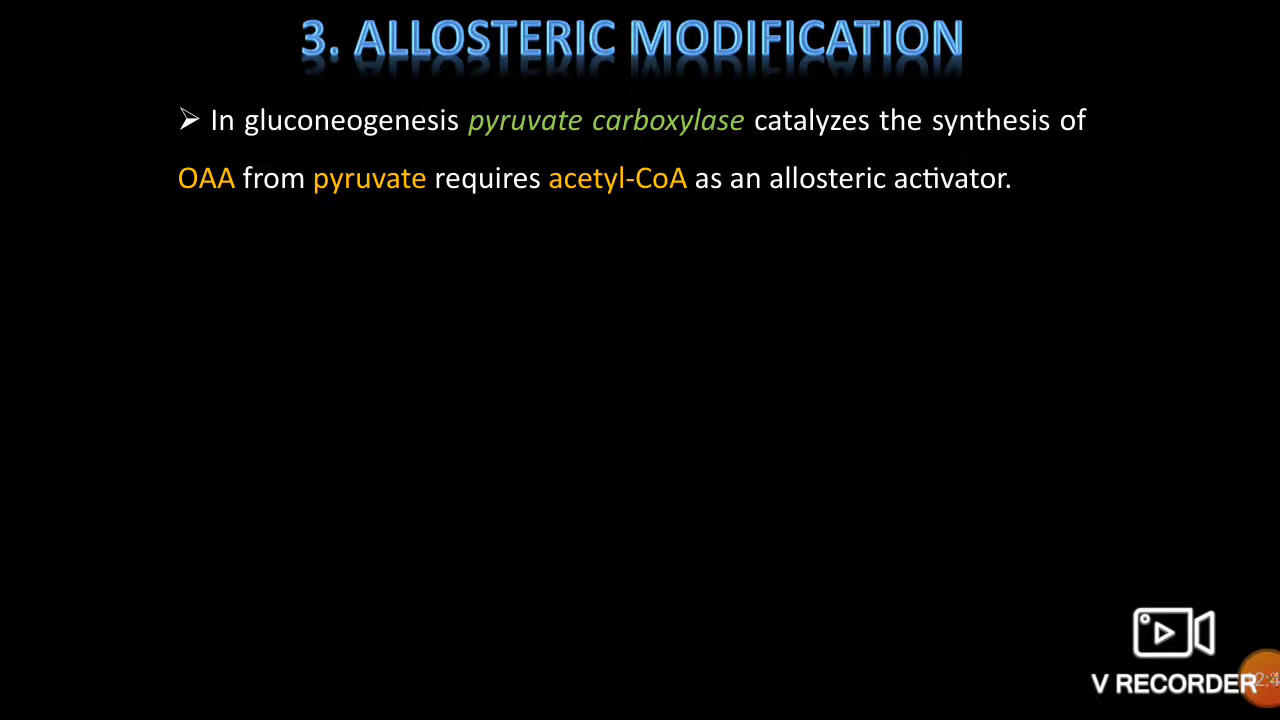 3. ALLOSTERIC MODIFICATION
➢ In gluconeogenesis pyruvate carboxylase catalyzes the synthesis of
OAA from pyruvate requires acetyl-CoA as an allosteric activator.
V RECORDER